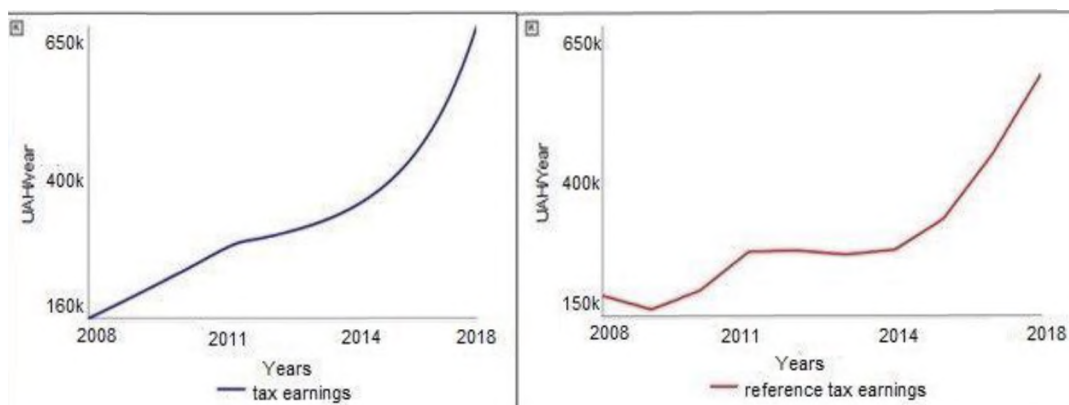 650k
400k
160k
UAH/year
2008
2011
2014
2018
Years
tax earnings
650k
400k
150k
UAH/Year
2008
2011
2014
2018
Years
reference tax earnings